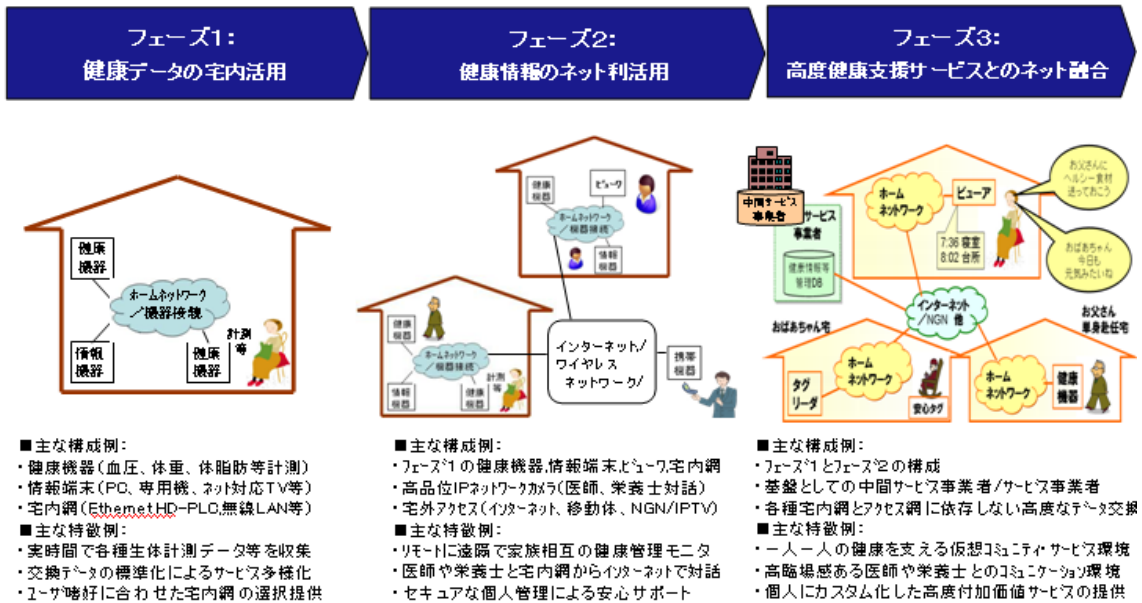 フェーズ1:
健康データの宅内活用
フェーズ2:
健康情報のネット利活用
フェーズ3:
高度健康支援サービスとのネット融合
健康
機器
ホームネットワーク
／機器接続
情報
機器
健康
機器
計測
等
健康
機器
ビューワ
ホームネットワーク
／機器接続
情報
機器
健康
機器
ホームネットワーク
／機器接続
情報
機器
健康
機器
計測
等
インターネット/
ワイヤレス
ネットワーク/
携帯
機器
中間サービス
事業者
サービス
事業者
健康情報等
管理DB
ホーム
ネットワーク
ビューア
7:36 寝室
8:02 台所
お父さんに
ヘルシー食材
送っておこう
おばあちゃん
今日も
元気みたいね
インターネット
/NGN 他
おばあちゃん宅
お父さん
単身赴任宅
タグ
リーダ
ホーム
ネットワーク
安心タグ
ホーム
ネットワーク
健康
機器
■主な構成例:
・健康機器(血圧、体重、体脂肪等計測)
・情報端末(PC、専用機、ネット対応TV等)
・宅内網(EthernetHD-PLC,無線LAN等)
■主な特徴例:
・実時間で各種生体計測データ等を収集
・交換データの標準化によるサービス多様化
・ユーザ嗜好に合わせた宅内網の選択提供
■主な構成例:
・フェーズ1の健康機器,情報端末,ビューワ,宅内網
・高品位IPネットワークカメラ(医師、栄養士対話)
・宅外アクセス(インターネット、移動体、NGN/IPTV)
■主な特徴例:
・リモートに遠隔で家族相互の健康管理モニタ
・医師や栄養士と宅内網からインターネットで対話
・セキュアな個人管理による安心サポート
■主な構成例:
・フェーズ1とフェーズ2の構成
・基盤としての中間サービス事業者/サービス事業者
・各種宅内網とアクセス網に依存しない高度なデータ交換
■主な特徴例:
・一人一人の健康を支える仮想コミュニティ・サービス環境
・高臨場感ある医師や栄養士とのコミュニケーション環境
・個人にカスタム化した高度付加価値サービスの提供